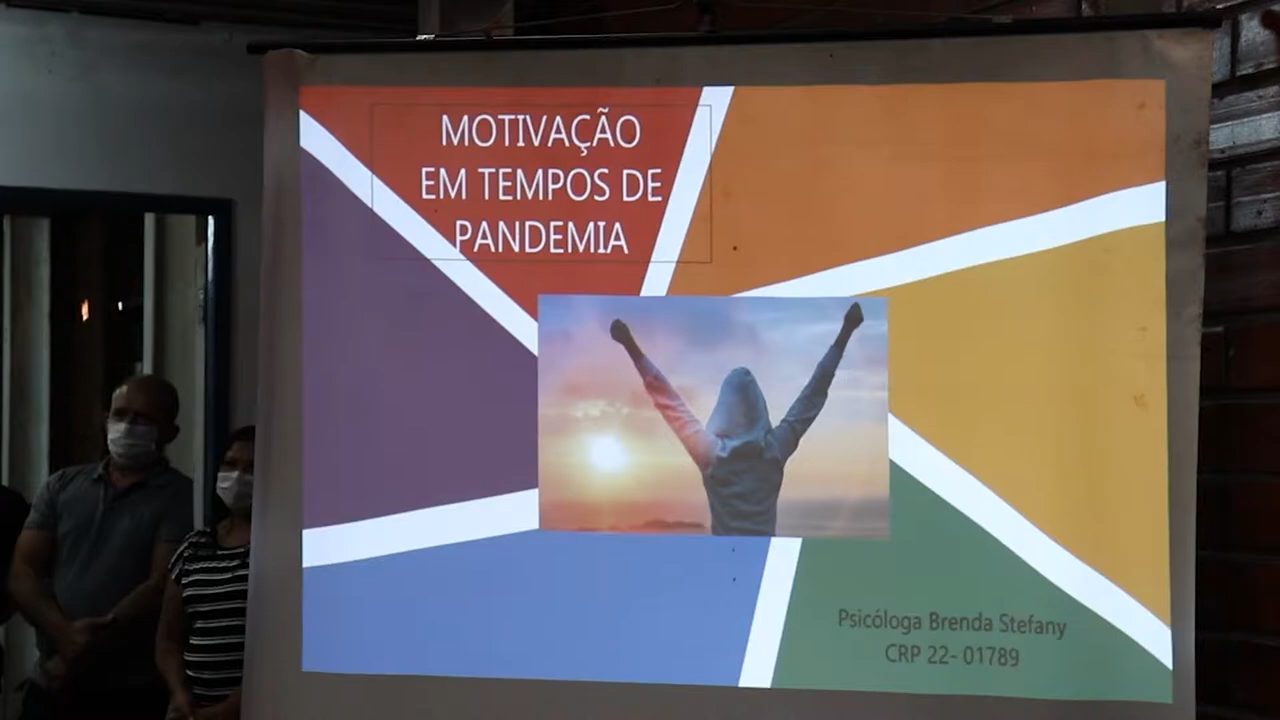 MOTIVAÇÃO
EM TEMPOS DE
PANDEMIA
Psicóloga Brenda Stefany
CRP 22- 01789